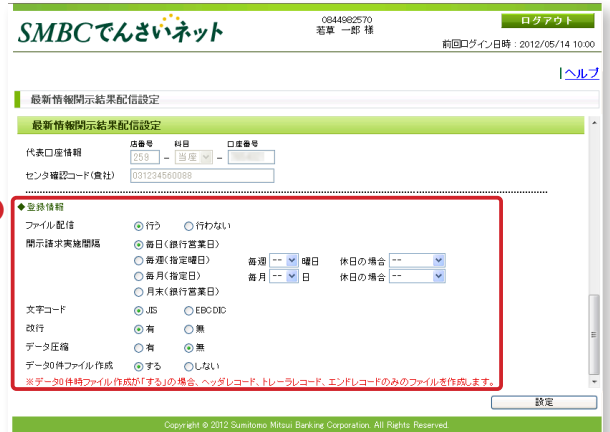 SMBCでんさいネット
0844982570
若草 一郎 様
ログアウト
前回ログイン日時：2012/05/14 10:00
ヘルプ
最新情報開示結果配信設定
最新情報開示結果配信設定
店番号 科目 口座番号
代表口座情報 259 – 当座 –
センタ確認コード(貴社) 031234560088
◆登録情報
ファイル配信 行う 行わない
開示請求実施間隔 毎日(銀行営業日)
毎週(指定曜日) 毎週 -- 曜日 休日の場合 --
毎月(指定日) 毎月 -- 日 休日の場合 --
月末(銀行営業日)
文字コード JIS EBCDIC
改行 有 無
データ圧縮 有 無
データ0件ファイル作成 する しない
※データ0件時ファイル作成が「する」の場合、ヘッダレコード、トレーラレコード、エンドレコードのみのファイルを作成します。
設定
Copyright © 2012 Sumitomo Mitsui Banking Corporation. All Rights Reserved.